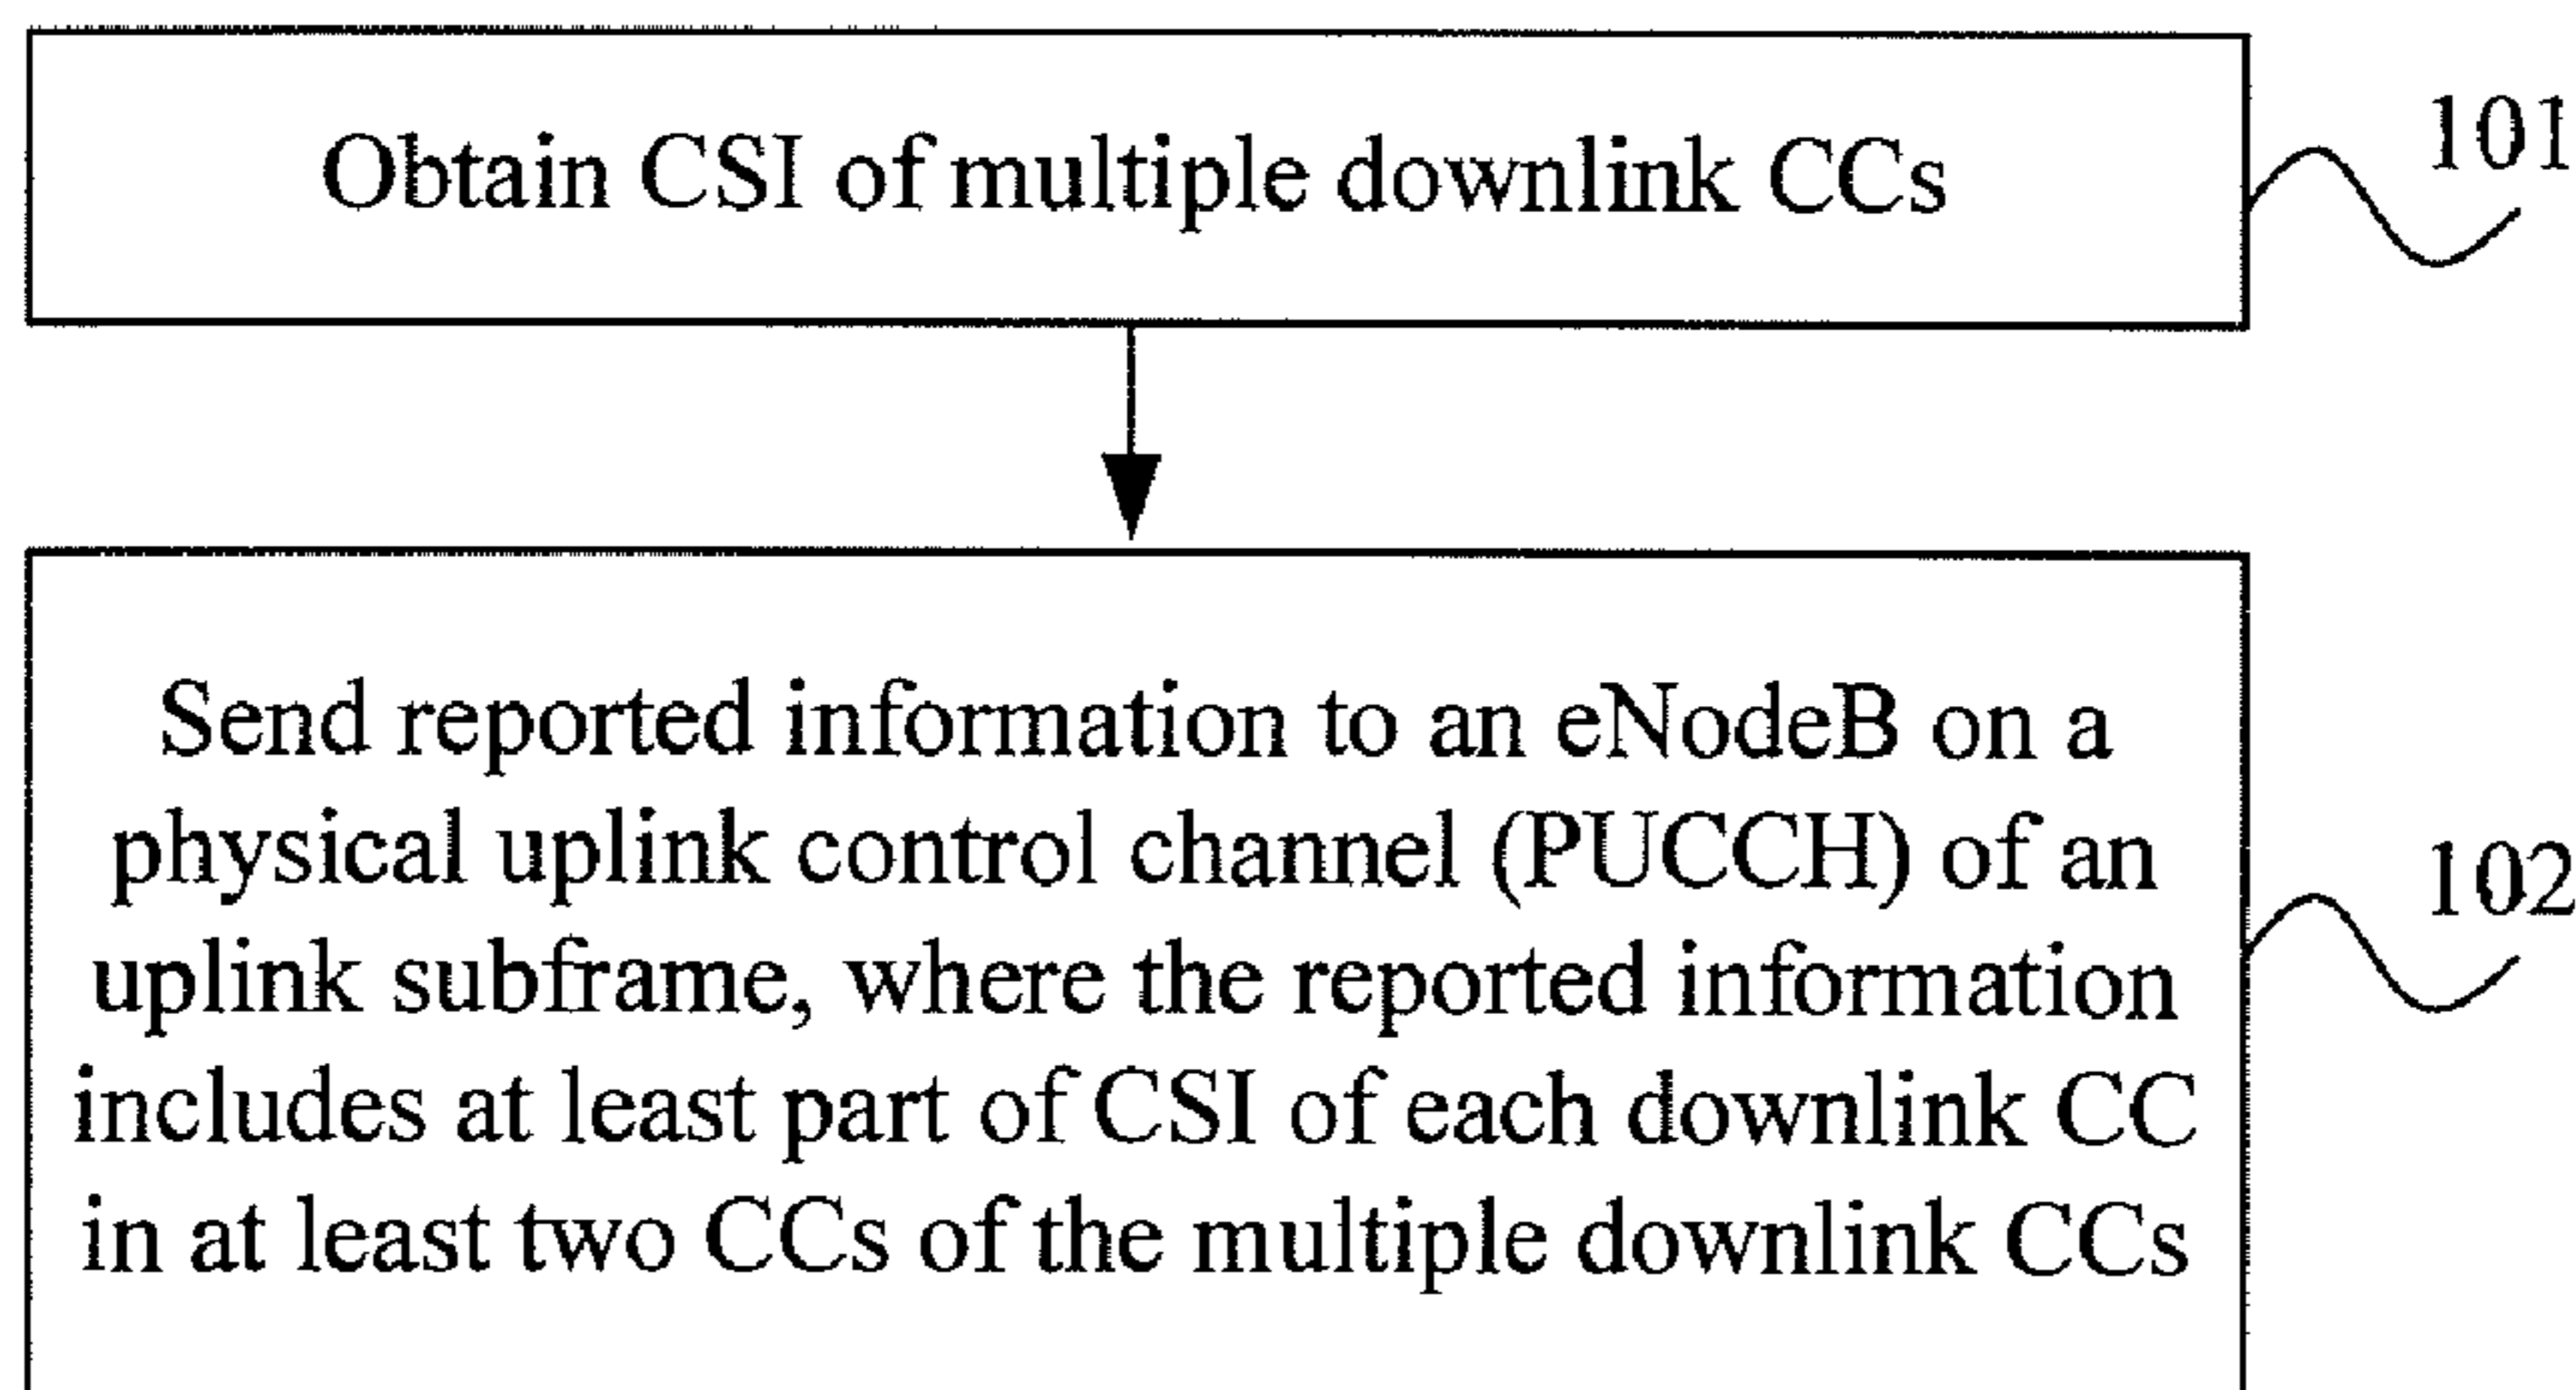 Obtain CSI of multiple downlink CCs
101
Send reported information to an eNodeB on a
physical uplink control channel (PUCCH) of an
uplink subframe, where the reported information
includes at least part of CSI of each downlink CC
in at least two CCs of the multiple downlink CCs
102